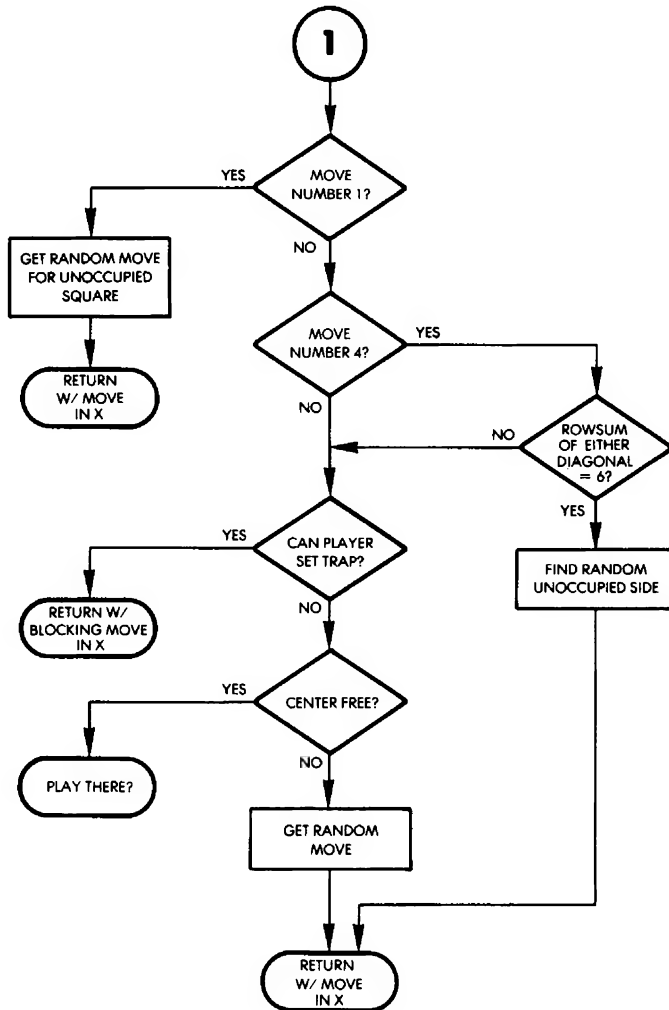 1
MOVE
NUMBER 1?
YES
NO
GET RANDOM MOVE
FOR UNOCCUPIED
SQUARE
RETURN
W/ MOVE
IN X
MOVE
NUMBER 4?
YES
NO
ROWSUM
OF EITHER
DIAGONAL
= 6?
NO
YES
FIND RANDOM
UNOCCUPIED SIDE
CAN PLAYER
SET TRAP?
YES
NO
RETURN W/
BLOCKING MOVE
IN X
CENTER FREE?
YES
NO
PLAY THERE?
GET RANDOM
MOVE
RETURN
W/ MOVE
IN X